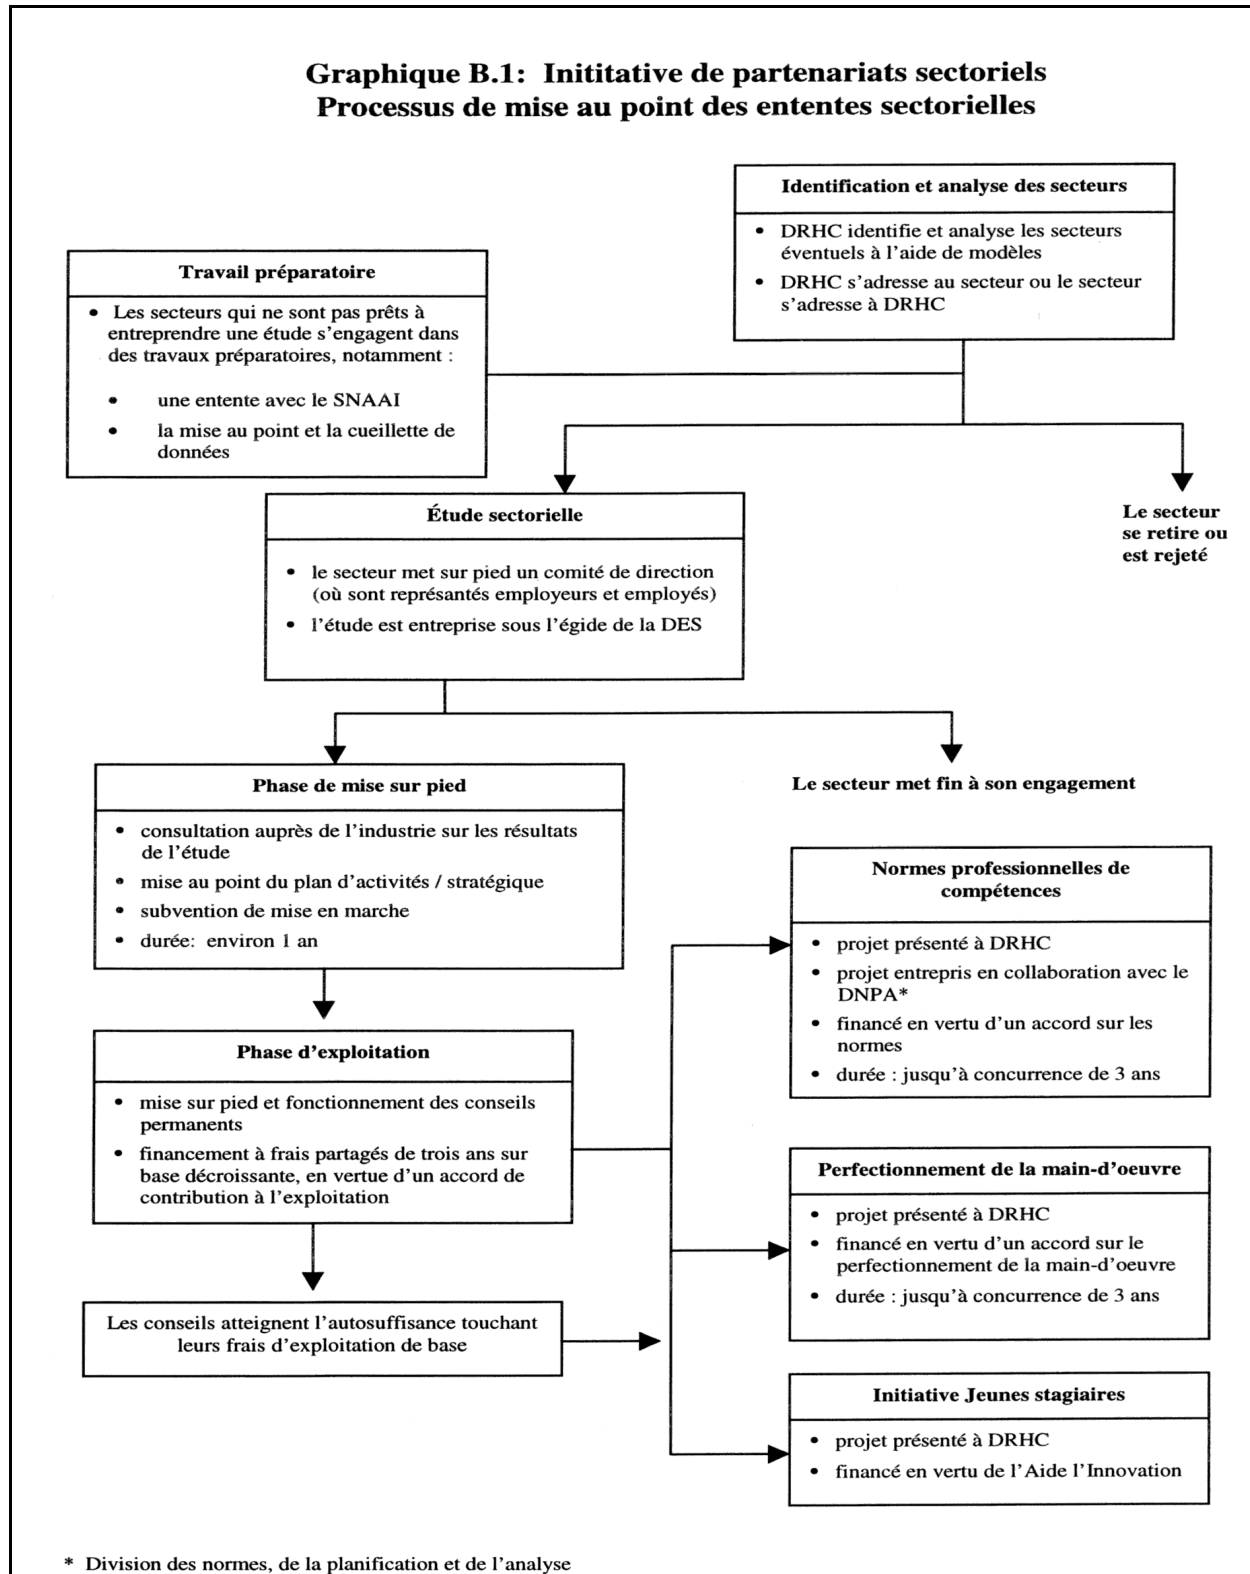 Graphique B.1: Inititative de partenariats sectoriels
Processus de mise au point des ententes sectorielles
Identification et analyse des secteurs
• DRHC identifie et analyse les secteurs
éventuels à l'aide de modèles
• DRHC s'adresse au secteur ou le secteur
s'adresse à DRHC
Travail préparatoire
• Les secteurs qui ne sont pas prêts à
entreprendre une étude s'engagent dans
des travaux préparatoires, notamment :
• une entente avec le SNAAI
• la mise au point et la cueillette de
données
Le secteur
se retire ou
est rejeté
Étude sectorielle
• le secteur met sur pied un comité de direction
(où sont représantés employeurs et employés)
• l'étude est entreprise sous l'égide de la DES
Phase de mise sur pied
• consultation auprès de l'industrie sur les résultats
de l'étude
• mise au point du plan d'activités / stratégique
• subvention de mise en marche
• durée: environ 1 an
Le secteur met fin à son engagement
Normes professionnelles de
compétences
• projet présenté à DRHC
• projet entrepris en collaboration avec le
DNPA*
• financé en vertu d'un accord sur les
normes
• durée : jusqu'à concurrence de 3 ans
Phase d'exploitation
• mise sur pied et fonctionnement des conseils
permanents
• financement à frais partagés de trois ans sur
base décroissante, en vertue d'un accord de
contribution à l'exploitation
Perfectionnement de la main-d'oeuvre
• projet présenté à DRHC
• financé en vertu d'un accord sur le
perfectionnement de la main-d'oeuvre
• durée : jusqu'à concurrence de 3 ans
Les conseils atteignent l'autosuffisance touchant
leurs frais d'exploitation de base
Initiative Jeunes stagiaires
• projet présenté à DRHC
• financé en vertu de l'Aide l'Innovation
* Division des normes, de la planification et de l'analyse